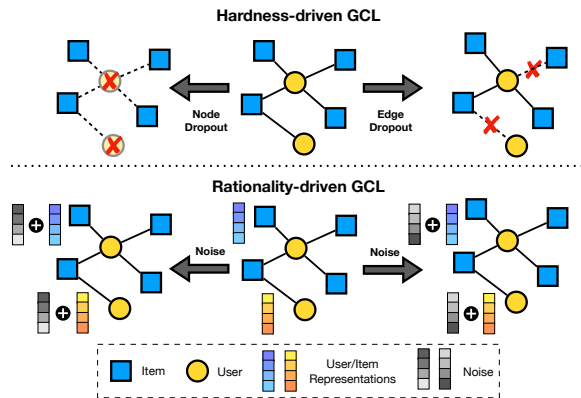 Hardness-driven GCL
Node
Dropout
Edge
Dropout
Rationality-driven GCL
Noise
Noise
Item
User
User/Item
Representations
Noise